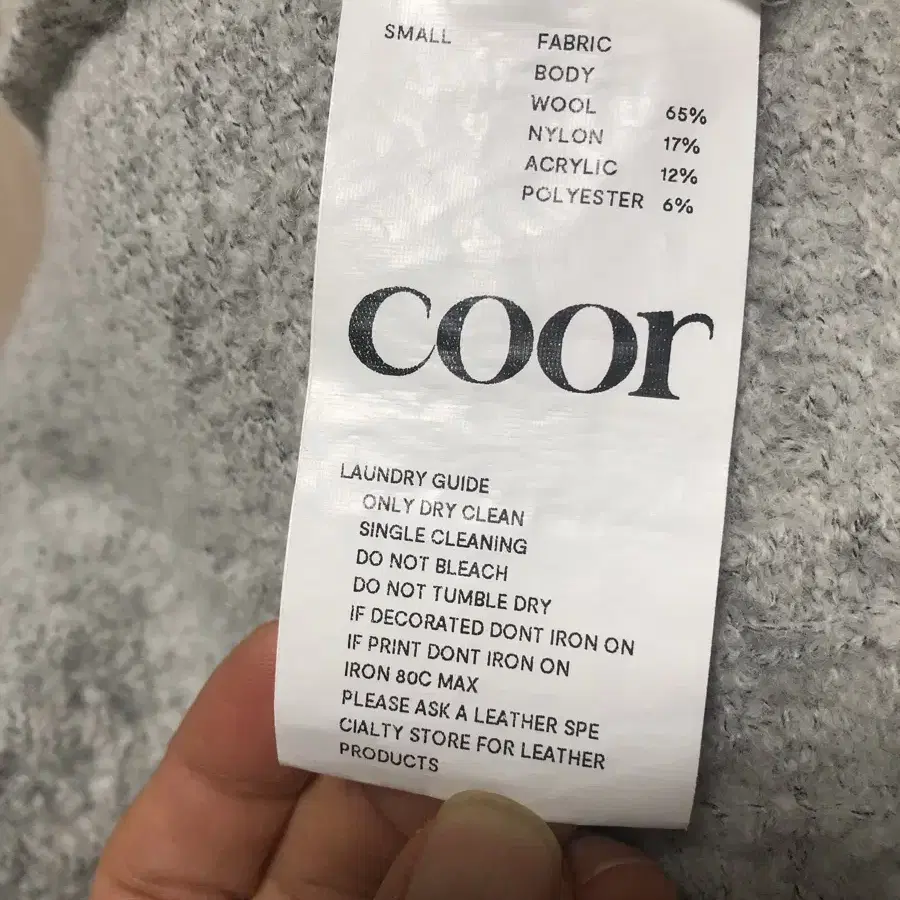 SMALL
FABRIC
BODY
WOOL 65%
NYLON 17%
ACRYLIC 12%
POLYESTER 6%
coor
LAUNDRY GUIDE
ONLY DRY CLEAN
SINGLE CLEANING
DO NOT BLEACH
DO NOT TUMBLE DRY
IF DECORATED DONT IRON ON
IF PRINT DONT IRON ON
IRON 80C MAX
PLEASE ASK A LEATHER SPE
CIALTY STORE FOR LEATHER
PRODUCTS